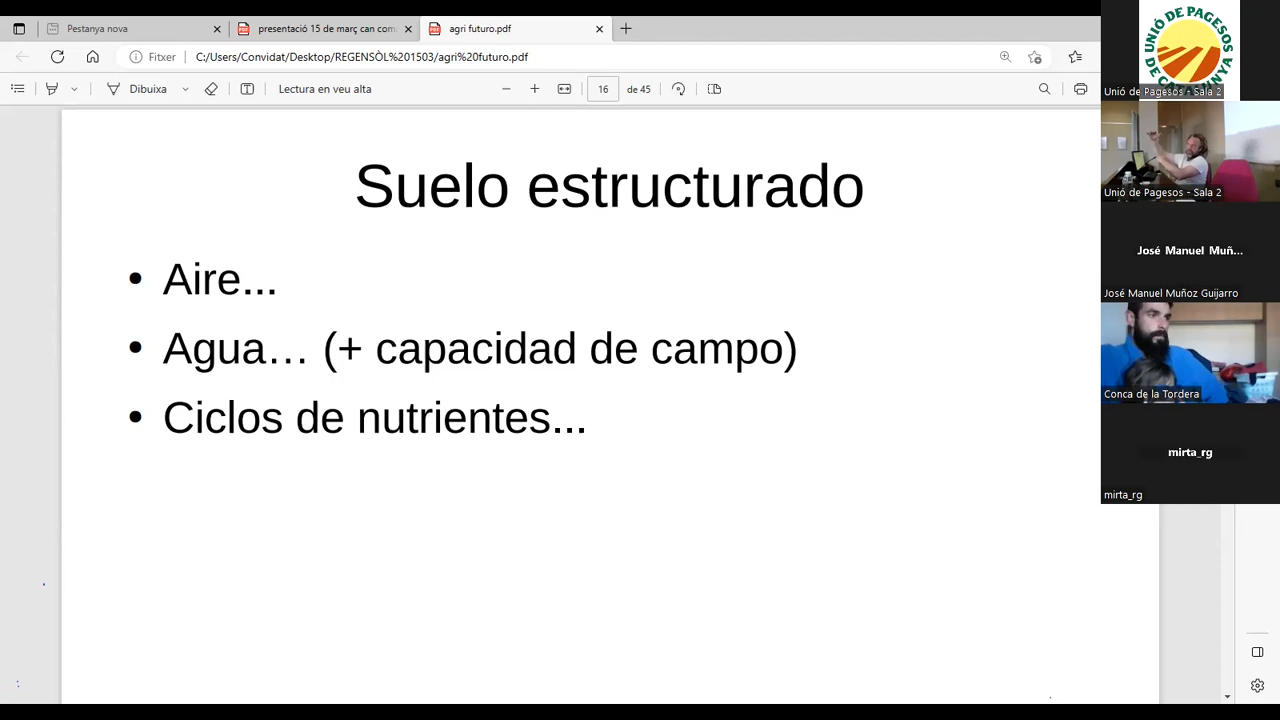 Pestanya nova
presentació 15 de març can com
agri futuro.pdf
Fitxer
C:/Users/Convidat/Desktop/REGENSÒL%201503/agri%20futuro.pdf
Dibuixa
Lectura en veu alta
16 de 45
Suelo estructurado
• Aire...
• Agua… (+ capacidad de campo)
• Ciclos de nutrientes...
UNIÓ DE PAGESOS
DE CATALUNYA
Unió de Pagesos - Sala 2
Unió de Pagesos - Sala 2
José Manuel Muñ...
José Manuel Muñoz Guijarro
Conca de la Tordera
mirta_rg
mirta_rg